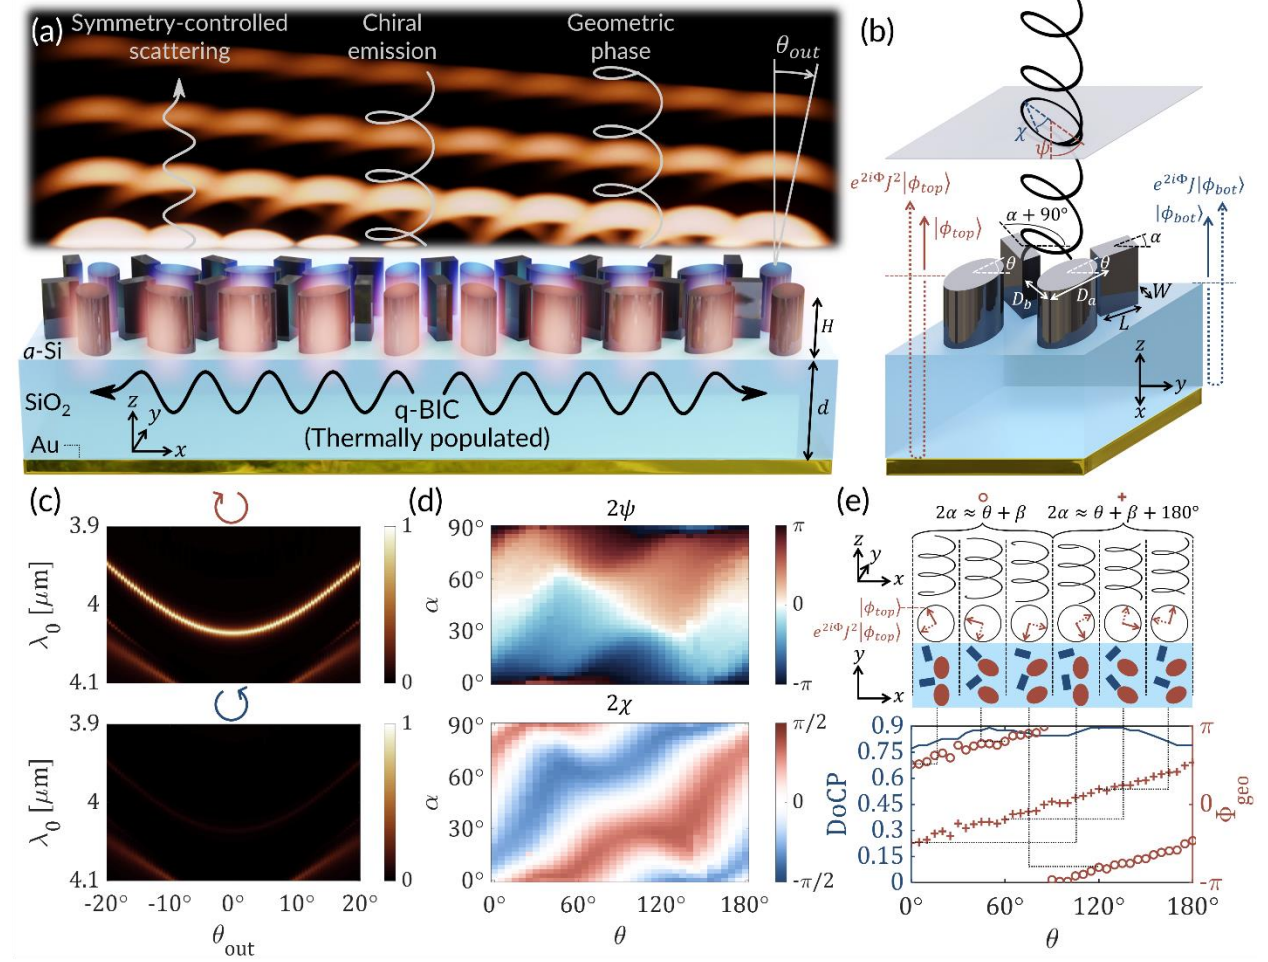 (a)
Symmetry-controlled
scattering
Chiral
emission
Geometric
phase
θout
a-Si
SiO2
Au
H
d
q-BIC
(Thermally populated)
z
y
x
(b)
χ
ψ
e^{2iΦ}J²|ϕtop⟩
|ϕtop⟩
e^{2iΦ}J|ϕbot⟩
|ϕbot⟩
α + 90°
α
θ
θ
Db
Da
W
L
z
y
x
(c)
3.9
λ0 [μm]
4
4.1
1
0
3.9
λ0 [μm]
4
4.1
1
0
-20° -10° 0° 10° 20°
θout
(d)
2ψ
90°
α
60°
30°
0°
π
0
-π
2χ
90°
α
60°
30°
0°
π/2
0
-π/2
0° 60° 120° 180°
θ
(e)
2α ≈ θ + β
2α ≈ θ + β + 180°
z
y
x
|ϕtop⟩
e^{2iΦ}J²|ϕtop⟩
y
x
0.9
0.75
0.6
0.45
0.3
0.15
0
DoCP
π
0
-π
Φgeo
0° 60° 120° 180°
θ